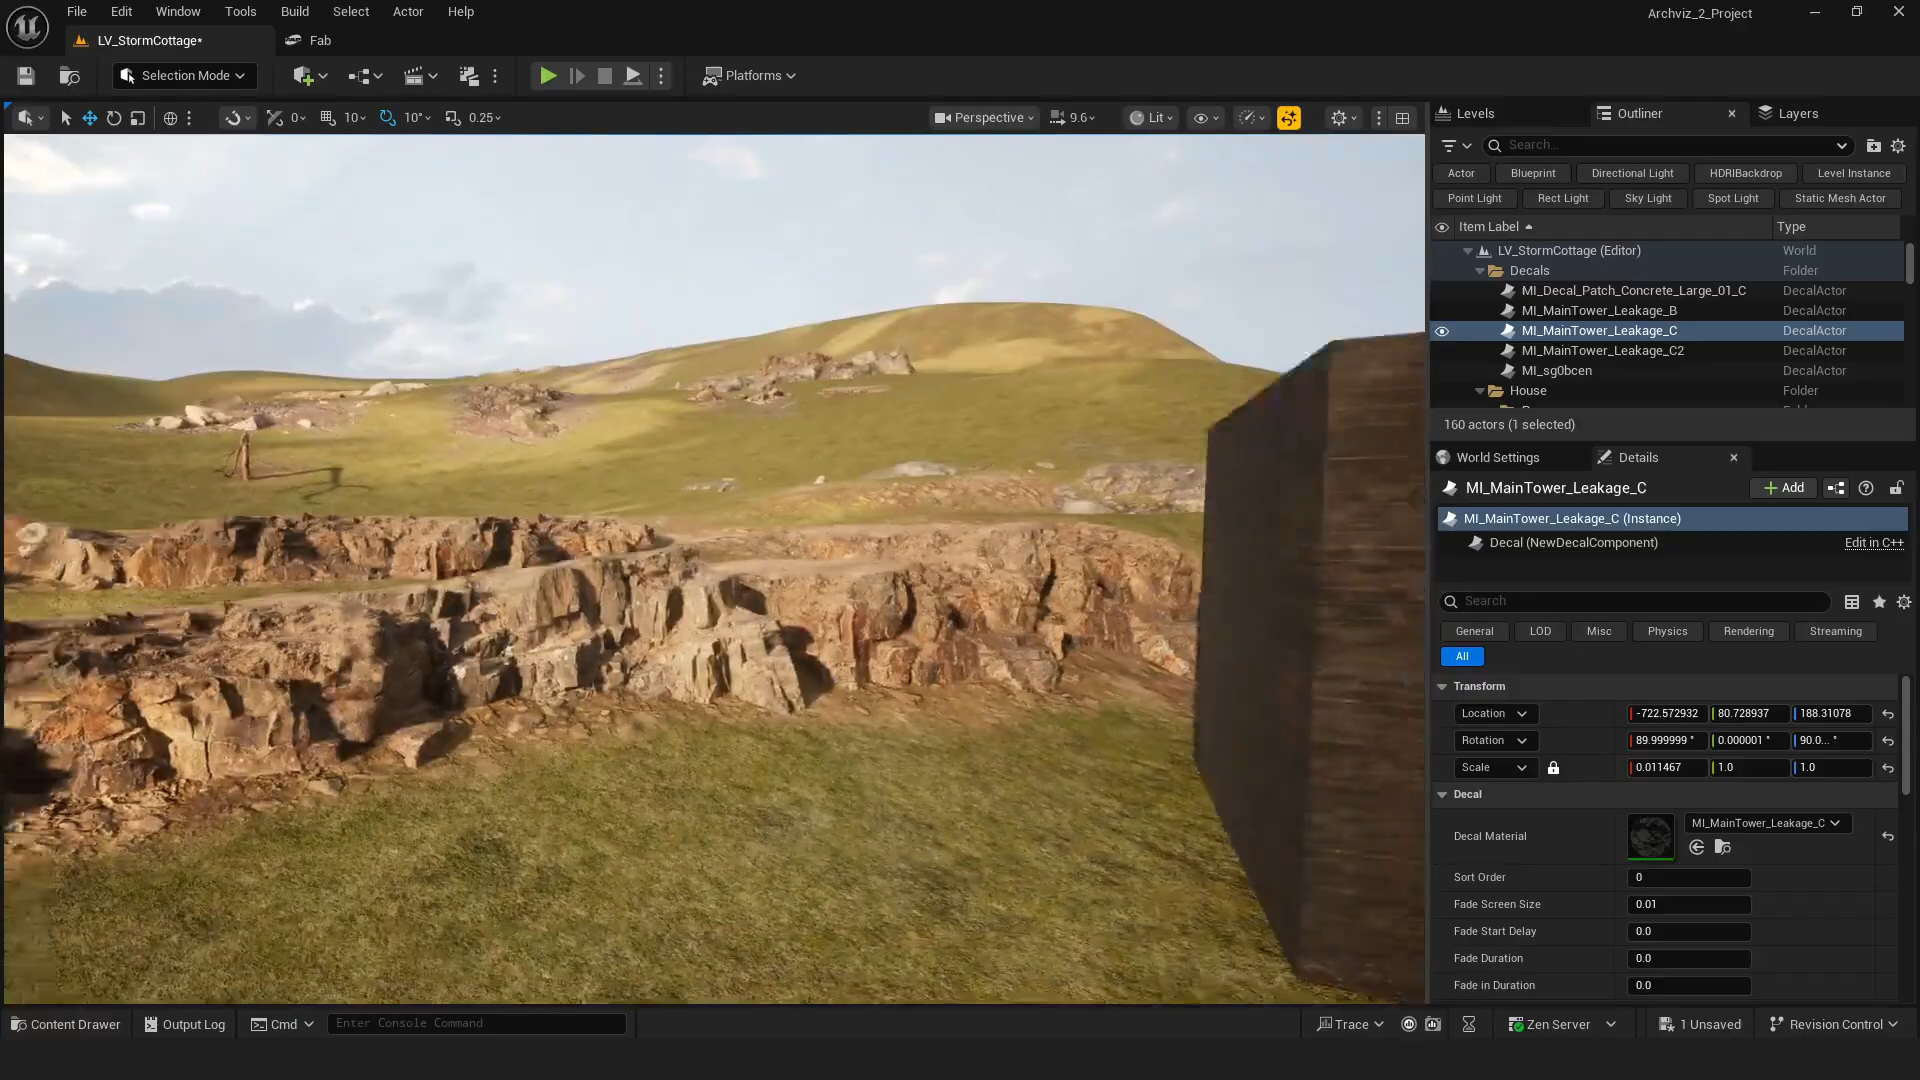 File Edit Window Tools Build Select Actor Help
Archviz_2_Project
LV_StormCottage* Fab
Selection Mode Platforms
0 10 10° 0.25 Perspective 9.6 Lit
Levels Outliner Layers
Search...
Actor Blueprint Directional Light HDRIBackdrop Level Instance
Point Light Rect Light Sky Light Spot Light Static Mesh Actor
Item Label Type
LV_StormCottage (Editor) World
Decals Folder
MI_Decal_Patch_Concrete_Large_01_C DecalActor
MI_MainTower_Leakage_B DecalActor
MI_MainTower_Leakage_C DecalActor
MI_MainTower_Leakage_C2 DecalActor
MI_sg0bcen DecalActor
House Folder
160 actors (1 selected)
World Settings Details
MI_MainTower_Leakage_C Add
MI_MainTower_Leakage_C (Instance)
Decal (NewDecalComponent) Edit in C++
Search
General LOD Misc Physics Rendering Streaming
All
Transform
Location -722.572932 80.728937 188.31078
Rotation 89.999999 ° 0.000001 ° 90.0... °
Scale 0.011467 1.0 1.0
Decal
MI_MainTower_Leakage_C
Decal Material
Sort Order 0
Fade Screen Size 0.01
Fade Start Delay 0.0
Fade Duration 0.0
Fade in Duration 0.0
Content Drawer Output Log Cmd Enter Console Command Trace Zen Server 1 Unsaved Revision Control